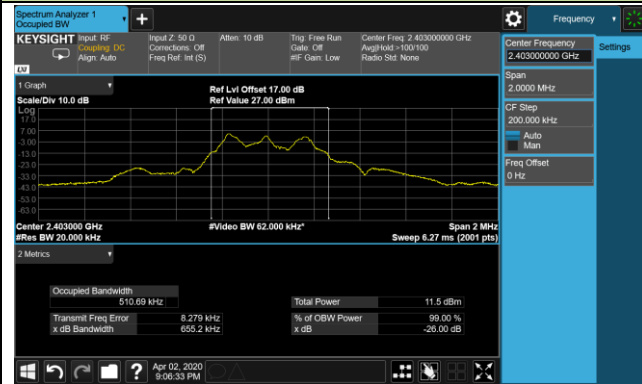 Spectrum Analyzer 1
Occupied BW
Frequency
KEYSIGHT
Input: RF
Coupling: DC
Align: Auto
Input Z: 50 Ω
Corrections: Off
Freq Ref: Int (S)
Atten: 10 dB
Trig: Free Run
Gate: Off
#IF Gain: Low
Center Freq: 2.403000000 GHz
Avg|Hold:>100/100
Radio Std: None
LXI
1 Graph
Scale/Div 10.0 dB
Ref Lvl Offset 17.00 dB
Ref Value 27.00 dBm
Log
17.0
7.00
-3.00
-13.0
-23.0
-33.0
-43.0
-53.0
-63.0
Center 2.403000 GHz
#Res BW 20.000 kHz
#Video BW 62.000 kHz*
Span 2 MHz
Sweep 6.27 ms (2001 pts)
2 Metrics
Occupied Bandwidth
510.69 kHz
Transmit Freq Error 8.279 kHz
x dB Bandwidth 655.2 kHz
Total Power 11.5 dBm
% of OBW Power 99.00 %
x dB -26.00 dB
Center Frequency
2.403000000 GHz
Span
2.0000 MHz
CF Step
200.000 kHz
Auto
Man
Freq Offset
0 Hz
Settings
?
Apr 02, 2020
9:06:33 PM